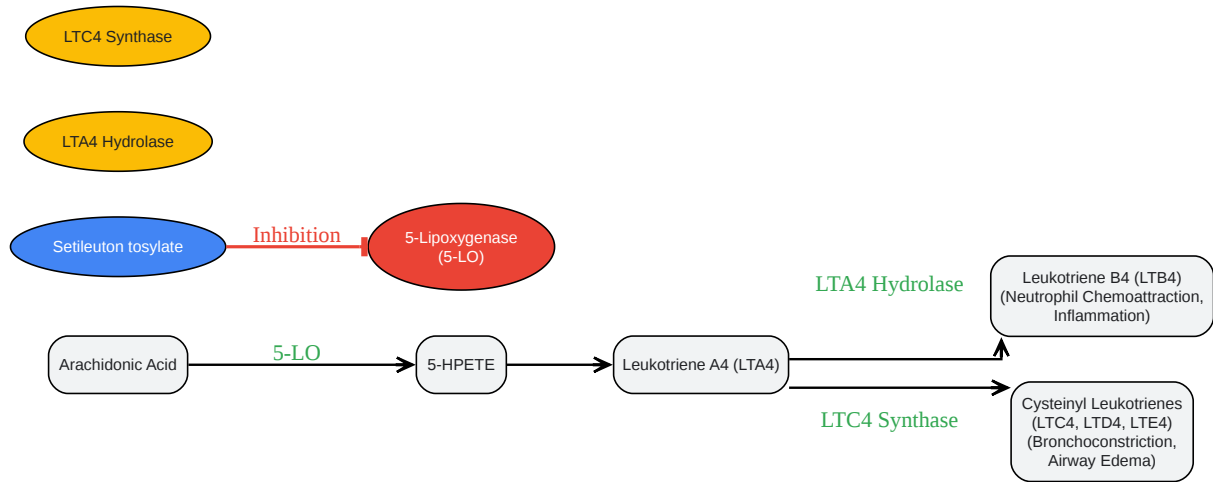 LTC4 Synthase
LTA4 Hydrolase
Setileuton tosylate
Inhibition
5-Lipoxygenase
(5-LO)
LTA4 Hydrolase
Leukotriene B4 (LTB4)
(Neutrophil Chemoattraction,
Inflammation)
Arachidonic Acid
5-LO
5-HPETE
Leukotriene A4 (LTA4)
LTC4 Synthase
Cysteinyl Leukotrienes
(LTC4, LTD4, LTE4)
(Bronchoconstriction,
Airway Edema)